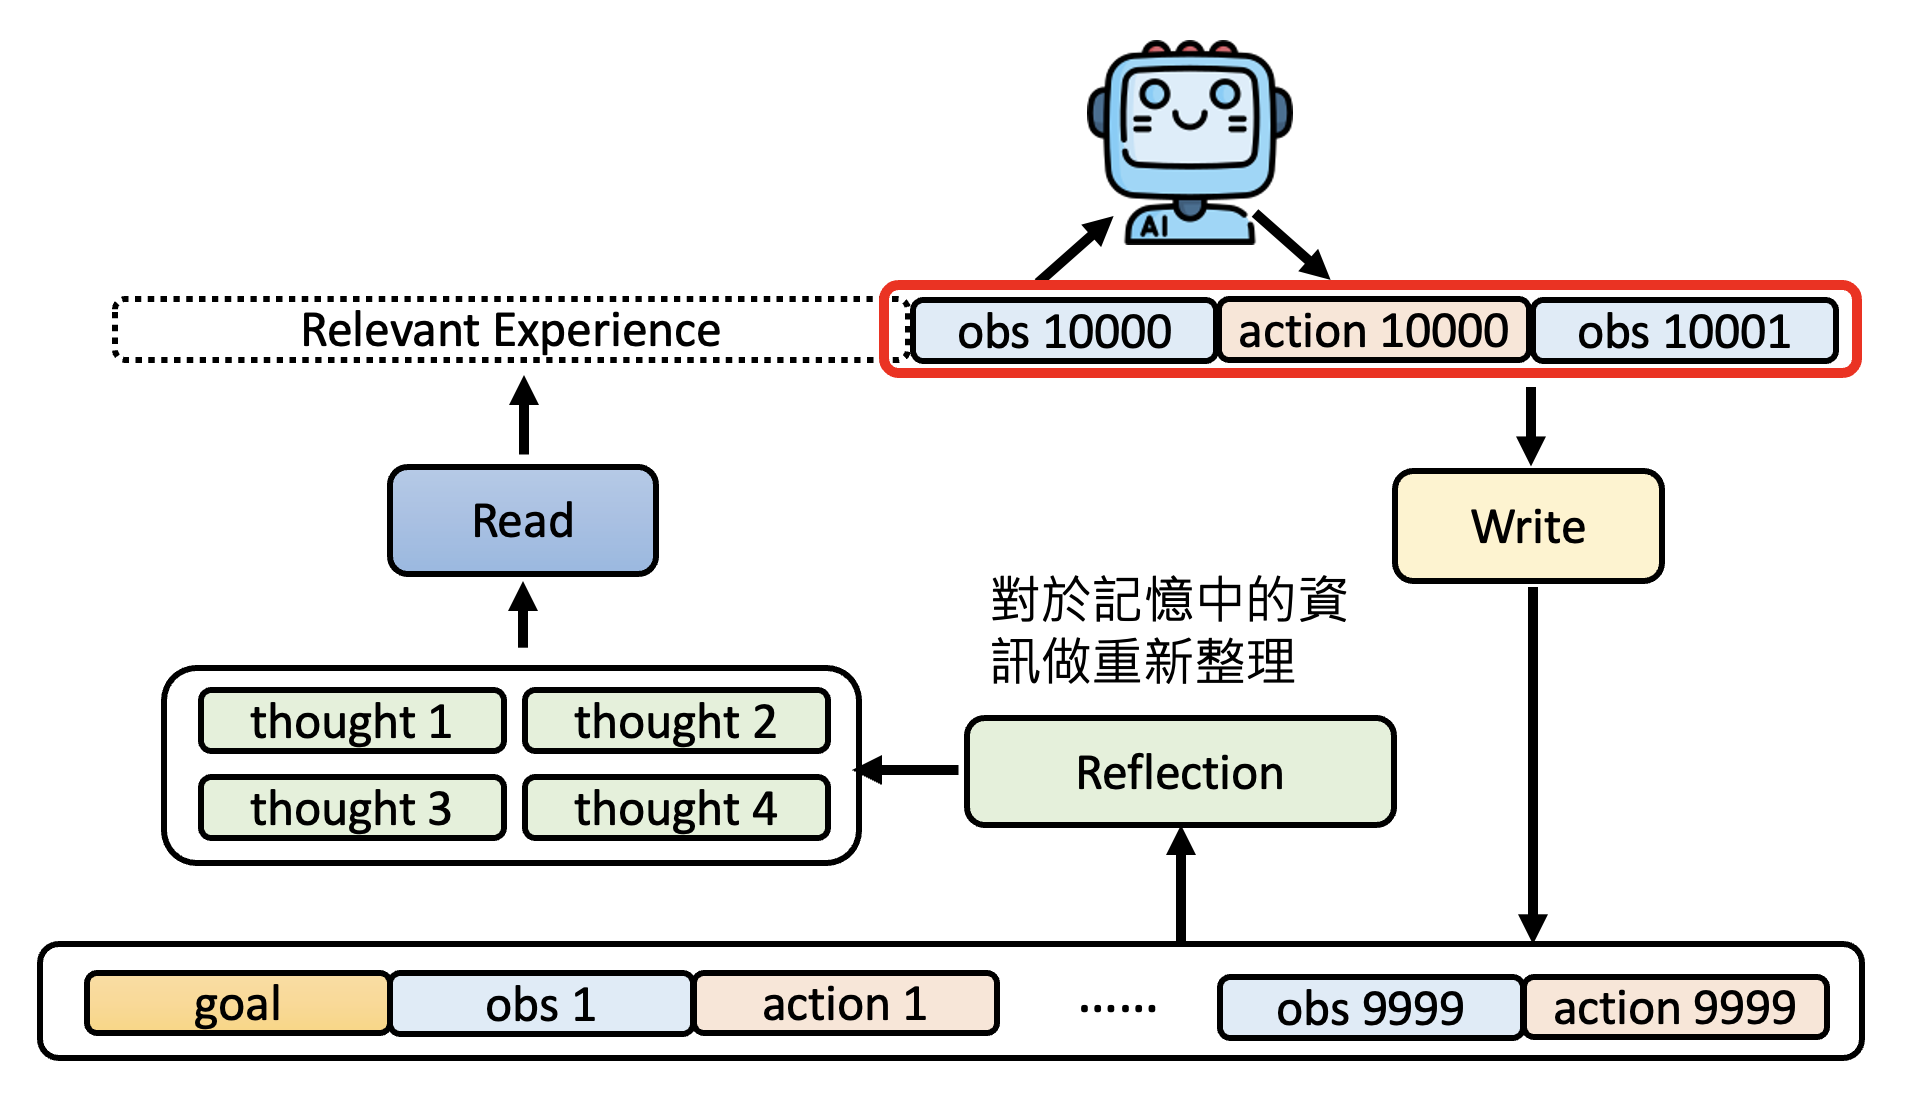 AI
Relevant Experience
obs 10000
action 10000
obs 10001
Read
Write
對於記憶中的資
訊做重新整理
thought 1
thought 2
thought 3
thought 4
Reflection
goal
obs 1
action 1
……
obs 9999
action 9999